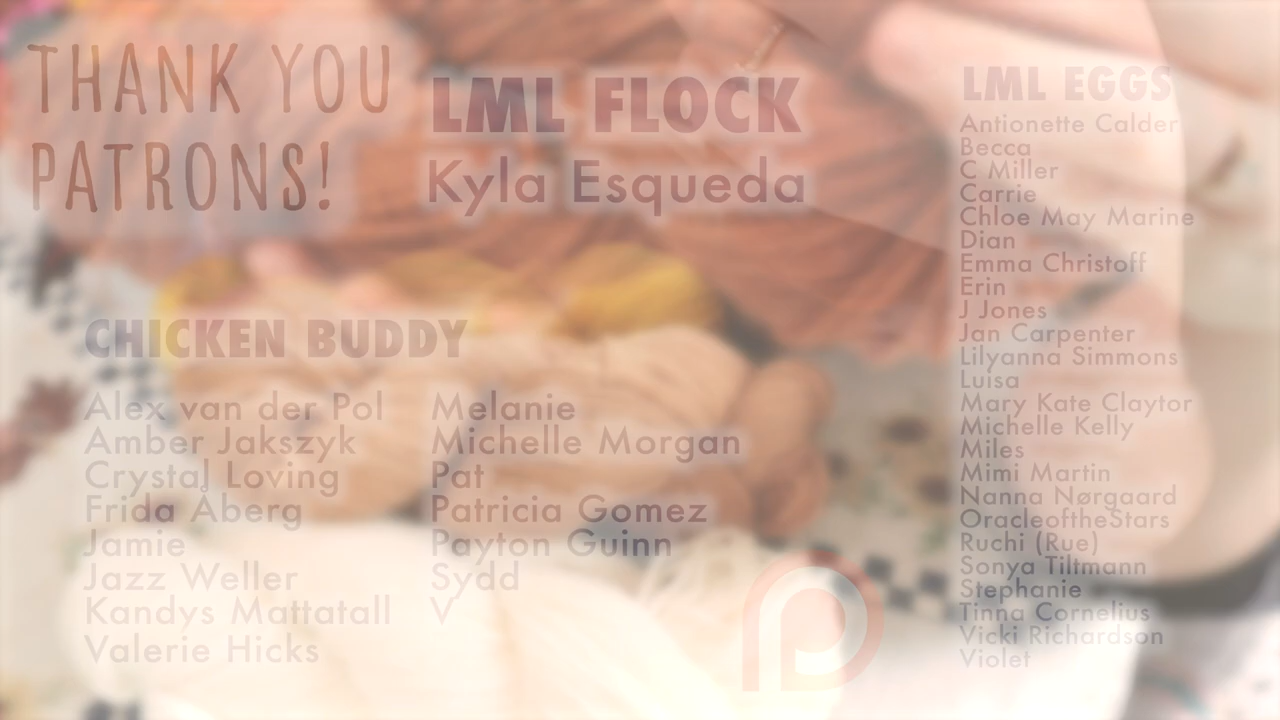 THANK YOU
PATRONS!
LML FLOCK
Kyla Esqueda
CHICKEN BUDDY
Alex van der Pol
Amber Jakszyk
Crystal Loving
Frida Åberg
Jamie
Jazz Weller
Kandys Mattatall
Valerie Hicks
Melanie
Michelle Morgan
Pat
Patricia Gomez
Payton Guinn
Sydd
V
LML EGGS
Antionette Calder
Becca
C Miller
Carrie
Chloe May Marine
Dian
Emma Christoff
Erin
J Jones
Jan Carpenter
Lilyanna Simmons
Luisa
Mary Kate Claytor
Michelle Kelly
Miles
Mimi Martin
Nanna Nørgaard
OracleoftheStars
Ruchi (Rue)
Sonya Tiltmann
Stephanie
Tinna Cornelius
Vicki Richardson
Violet